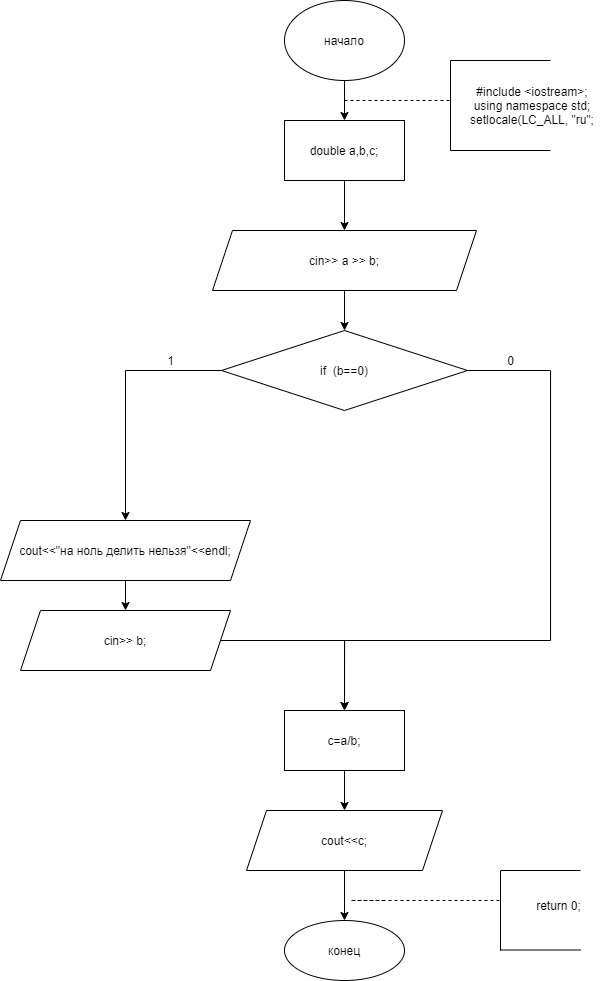 начало
#include <iostream>;
using namespace std;
setlocale(LC_ALL, "ru";
double a,b,c;
cin>> a >> b;
1
if (b==0)
0
cout<<"на ноль делить нельзя"<<endl;
cin>> b;
c=a/b;
cout<<c;
return 0;
конец